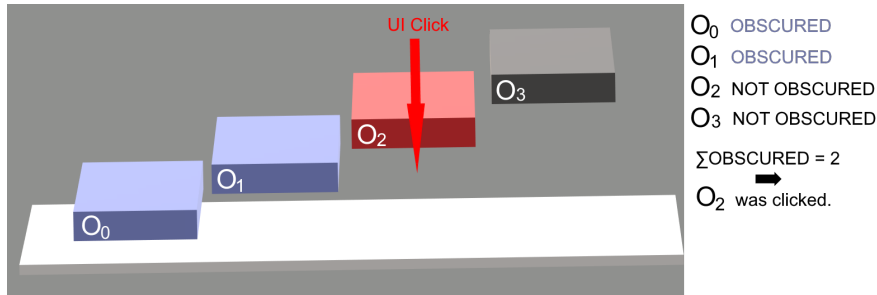 UI Click
O₀
O₁
O₂
O₃
O₀ OBSCURED
O₁ OBSCURED
O₂ NOT OBSCURED
O₃ NOT OBSCURED
∑OBSCURED = 2
O₂ was clicked.